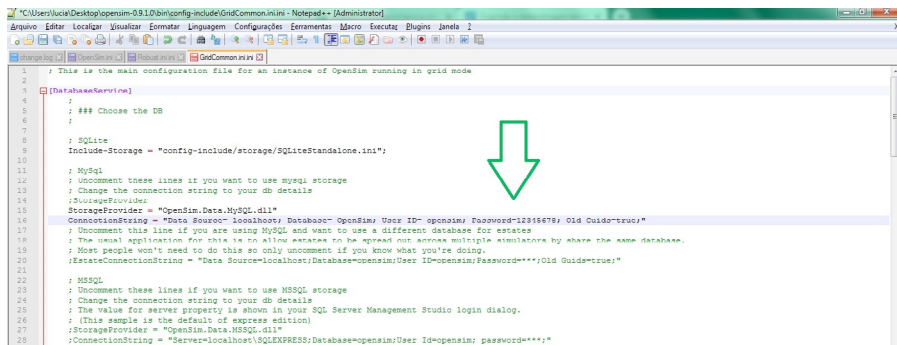 *C:\Users\lucia\Desktop\opensim-0.9.1.0\bin\config-include\GridCommon.ini.ini - Notepad++ [Administrator]
Arquivo Editar Localizar Visualizar Formatar Linguagem Configurações Ferramentas Macro Executar Plugins Janela ?
change.log OpenSim.ini Robust.ini.ini GridCommon.ini.ini
1 ; This is the main configuration file for an instance of OpenSim running in grid mode
2
3 [DatabaseService]
4 ;
5 ; ### Choose the DB
6 ;
7
8 ; SQLite
9 Include-Storage = "config-include/storage/SQLiteStandalone.ini";
10
11 ; MySql
12 ; Uncomment these lines if you want to use mysql storage
13 ; Change the connection string to your db details
14 ;StorageProvider
15 StorageProvider = "OpenSim.Data.MySQL.dll"
16 ConnectionString = "Data Source= localhost; Database= OpenSim; User ID= opensim; Password=12345678; Old Guids=true;"
17 ; Uncomment this line if you are using MySQL and want to use a different database for estates
18 ; The usual application for this is to allow estates to be spread out across multiple simulators by share the same database.
19 ; Most people won't need to do this so only uncomment if you know what you're doing.
20 ;EstateConnectionString = "Data Source=localhost;Database=opensim;User ID=opensim;Password=***;Old Guids=true;"
21
22 ; MSSQL
23 ; Uncomment these lines if you want to use MSSQL storage
24 ; Change the connection string to your db details
25 ; The value for server property is shown in your SQL Server Management Studio login dialog.
26 ; (This sample is the default of express edition)
27 ;StorageProvider = "OpenSim.Data.MSSQL.dll"
28 ;ConnectionString = "Server=localhost\SQLEXPRESS;Database=opensim;User Id=opensim; password=***;"